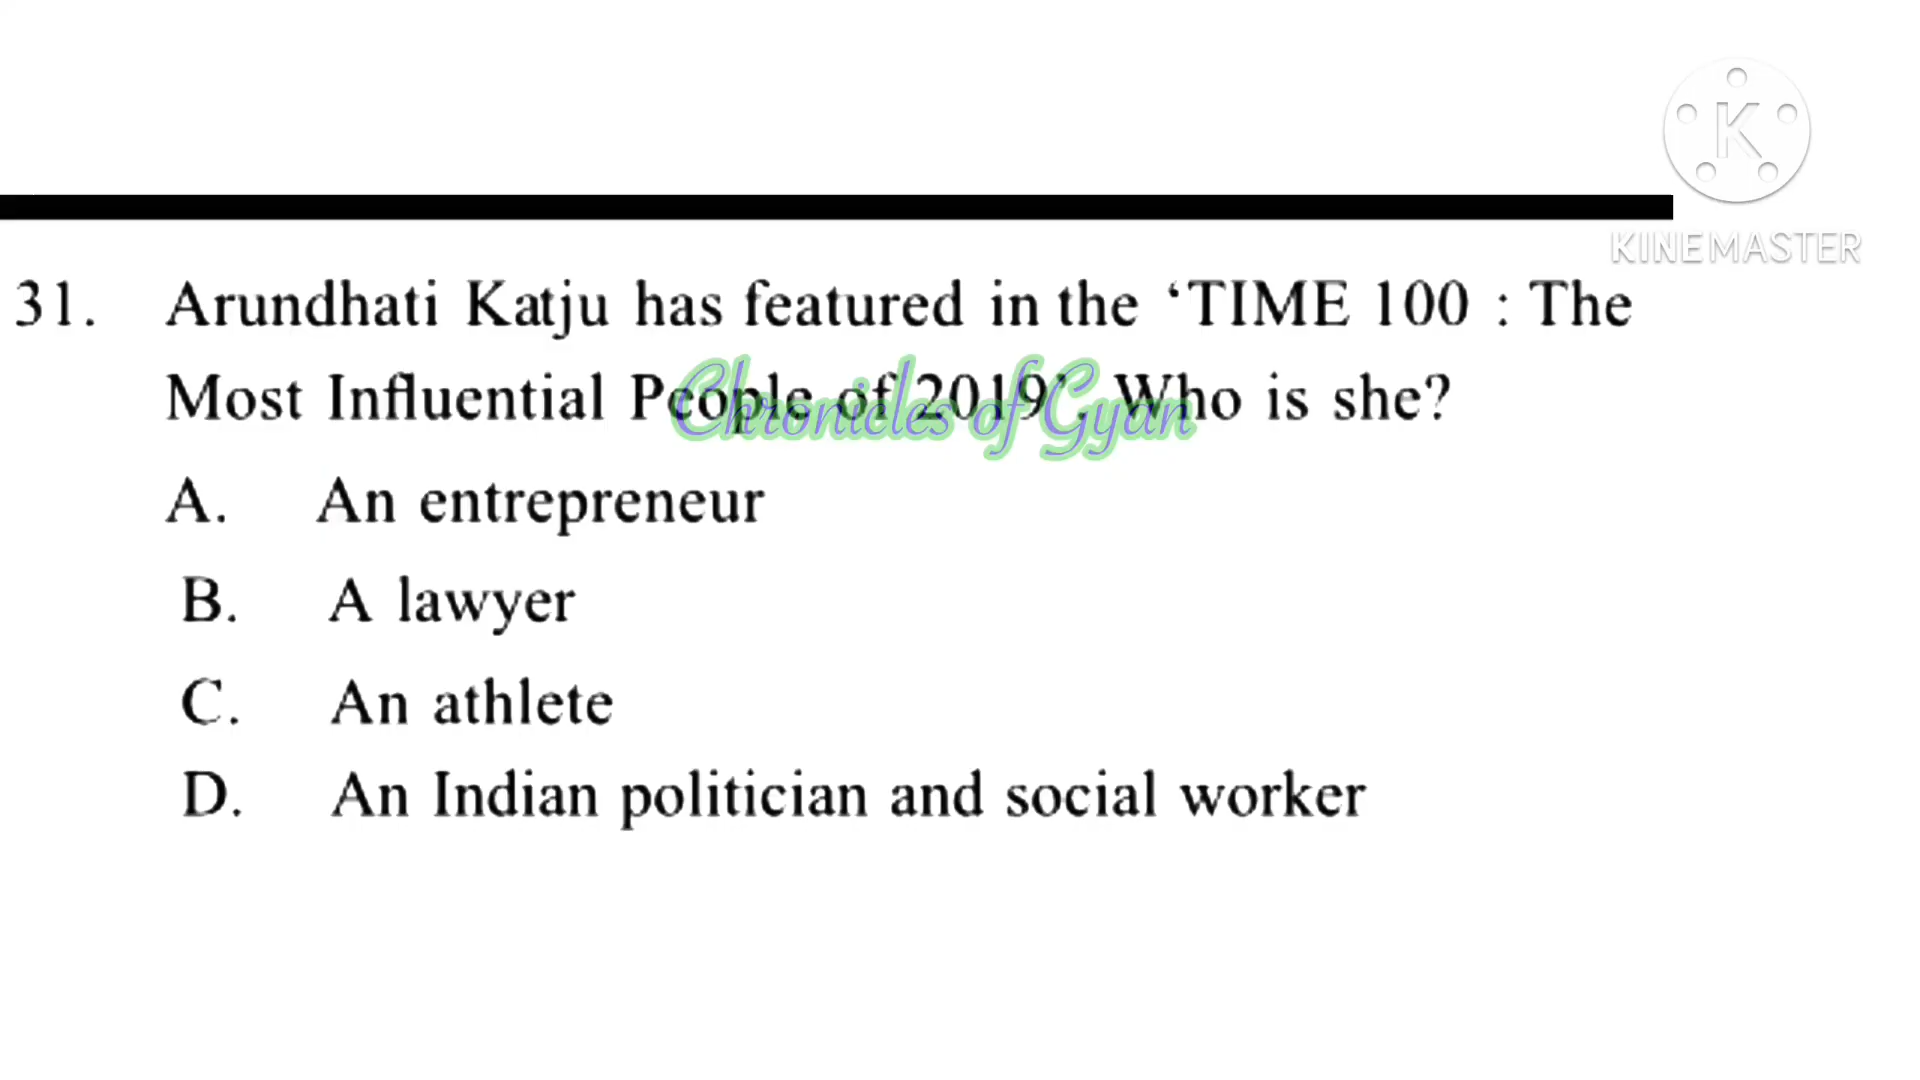 K
KINEMASTER
31. Arundhati Katju has featured in the ‘TIME 100 : The
Most Influential People of 2019’. Who is she?
Chronicles of Gyan
A. An entrepreneur
B. A lawyer
C. An athlete
D. An Indian politician and social worker